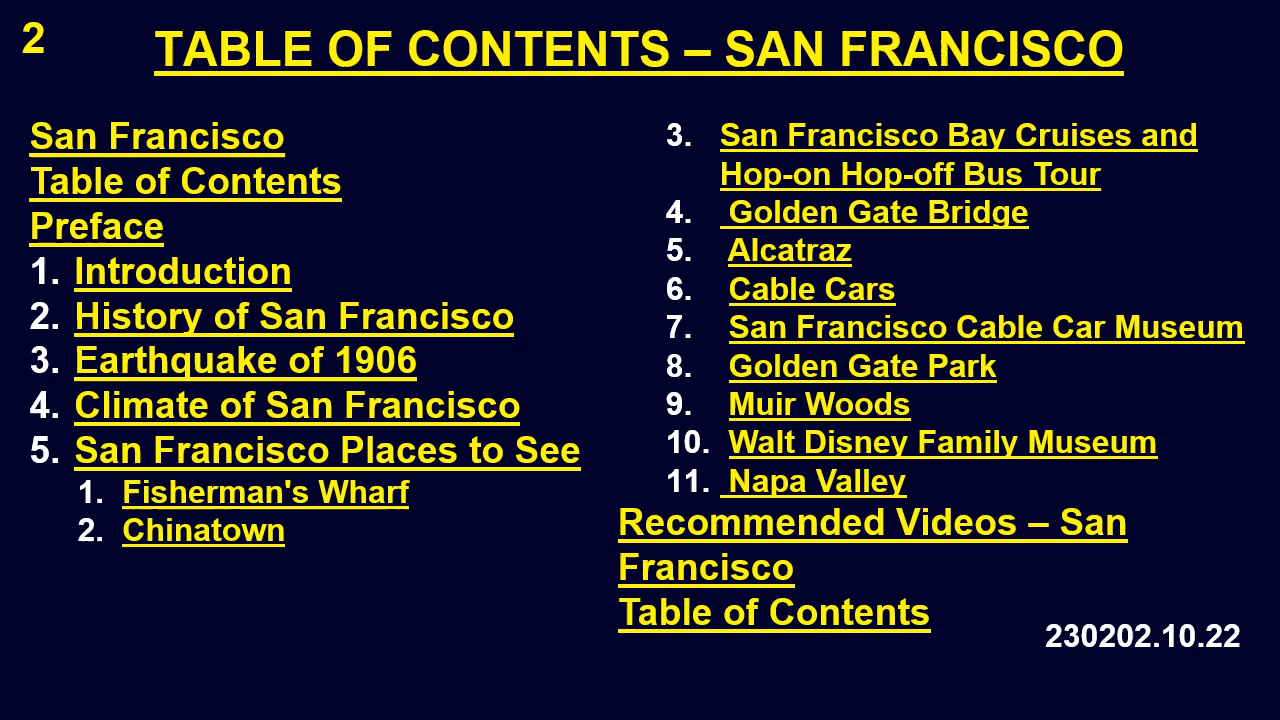 2
TABLE OF CONTENTS – SAN FRANCISCO
San Francisco
Table of Contents
Preface
1. Introduction
2. History of San Francisco
3. Earthquake of 1906
4. Climate of San Francisco
5. San Francisco Places to See
1. Fisherman's Wharf
2. Chinatown
3. San Francisco Bay Cruises and
Hop-on Hop-off Bus Tour
4. Golden Gate Bridge
5. Alcatraz
6. Cable Cars
7. San Francisco Cable Car Museum
8. Golden Gate Park
9. Muir Woods
10. Walt Disney Family Museum
11. Napa Valley
Recommended Videos – San
Francisco
Table of Contents
230202.10.22